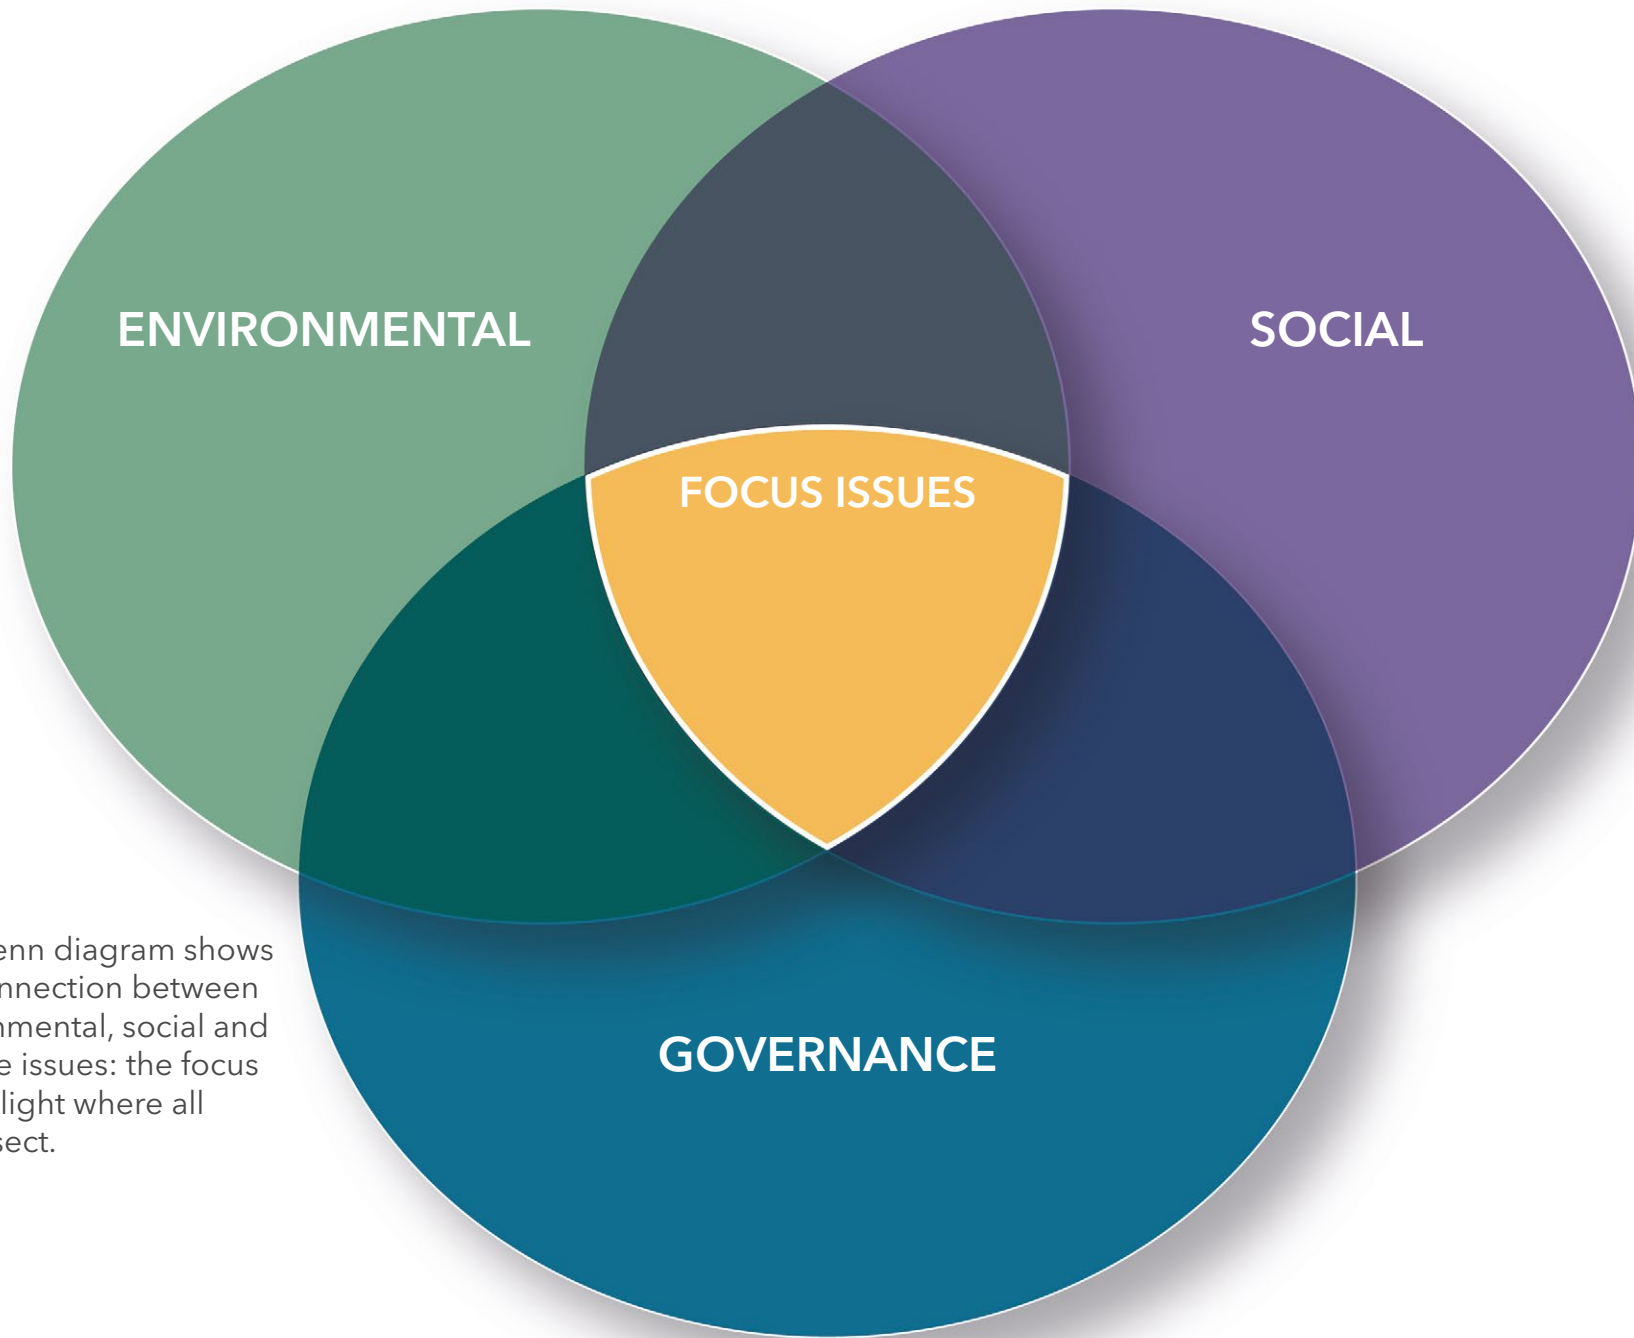 ENVIRONMENTAL
SOCIAL
FOCUS ISSUES
enn diagram shows
nnection between
nmental, social and
e issues: the focus
light where all
sect.
GOVERNANCE